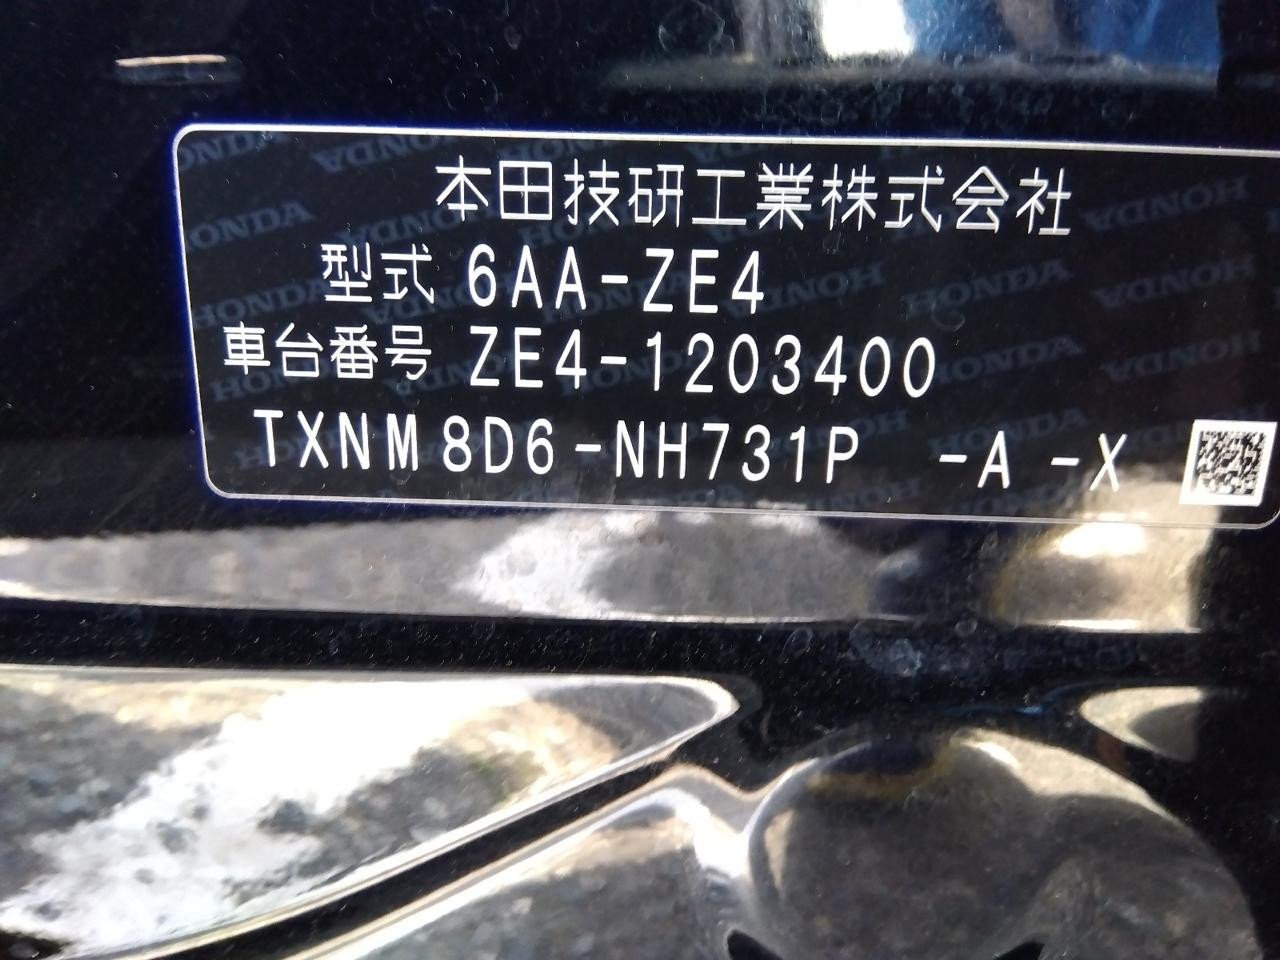 本田技研工業株式会社
型式 6AA-ZE4
車台番号 ZE4-1203400
TXNM 8D6-NH731P -A -X